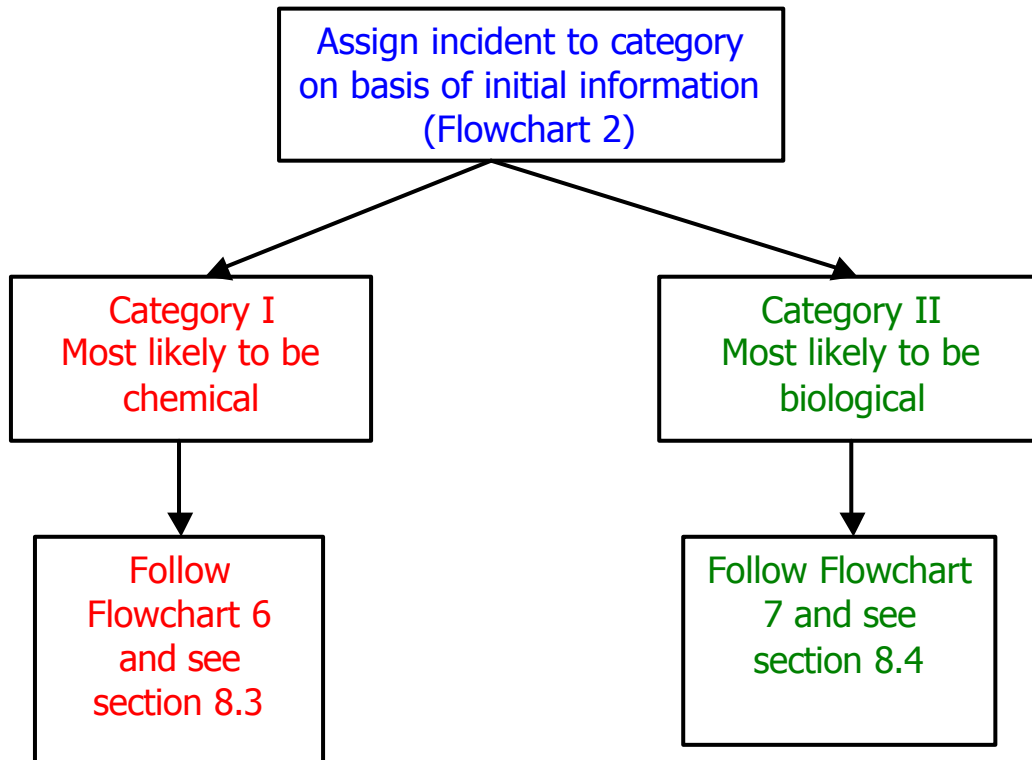 Assign incident to category
on basis of initial information
(Flowchart 2)
Category I
Most likely to be
chemical
Category II
Most likely to be
biological
Follow
Flowchart 6
and see
section 8.3
Follow Flowchart
7 and see
section 8.4